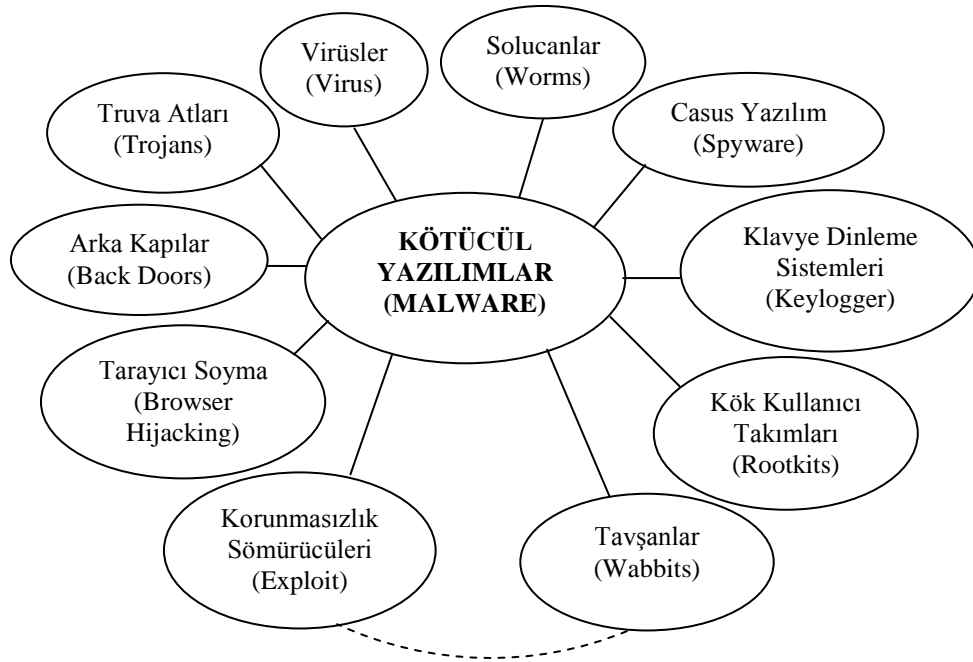 Virüsler
(Virus)
Solucanlar
(Worms)
Truva Atları
(Trojans)
Casus Yazılım
(Spyware)
Arka Kapılar
(Back Doors)
KÖTÜCÜL
YAZILIMLAR
(MALWARE)
Klavye Dinleme
Sistemleri
(Keylogger)
Tarayıcı Soyma
(Browser
Hijacking)
Kök Kullanıcı
Takımları
(Rootkits)
Korunmasızlık
Sömürücüleri
(Exploit)
Tavşanlar
(Wabbits)